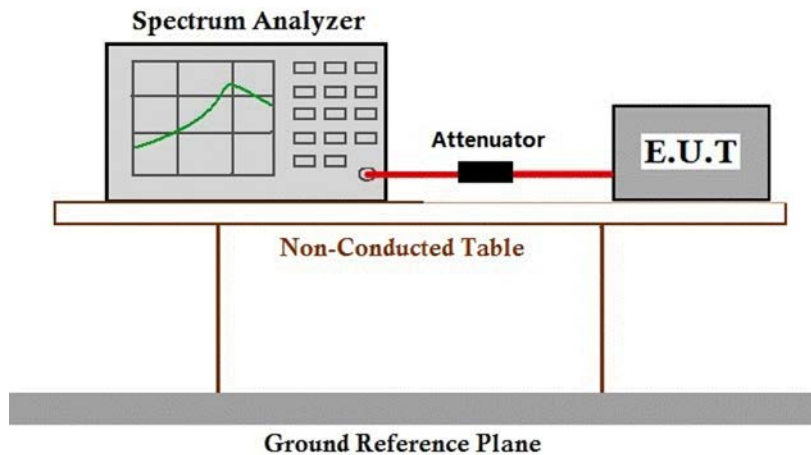 Spectrum Analyzer
Attenuator
E.U.T
Non-Conducted Table
Ground Reference Plane